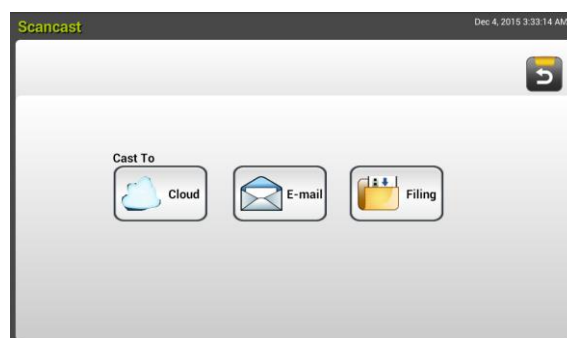 Scancast
Dec 4, 2015 3:33:14 AM
Cast To
Cloud
E-mail
Filing